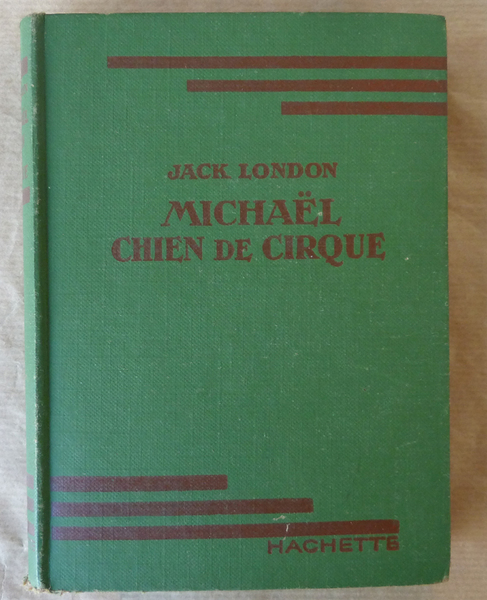 JACK LONDON
MICHAËL
CHIEN DE CIRQUE
HACHETTE